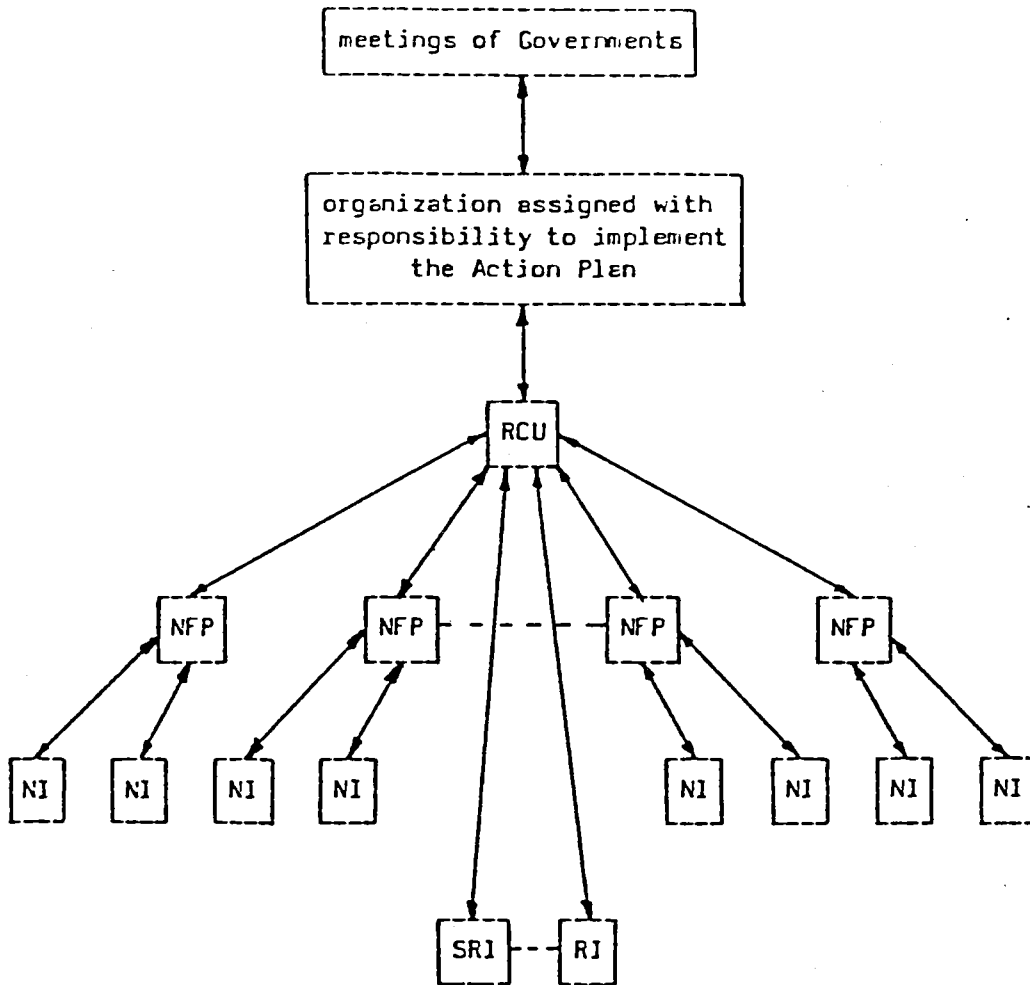 meetings of Governments
organization assigned with
responsibility to implement
the Action Plan
RCU
NFP NFP NFP NFP
NI NI NI NI NI NI NI NI
SRI RI